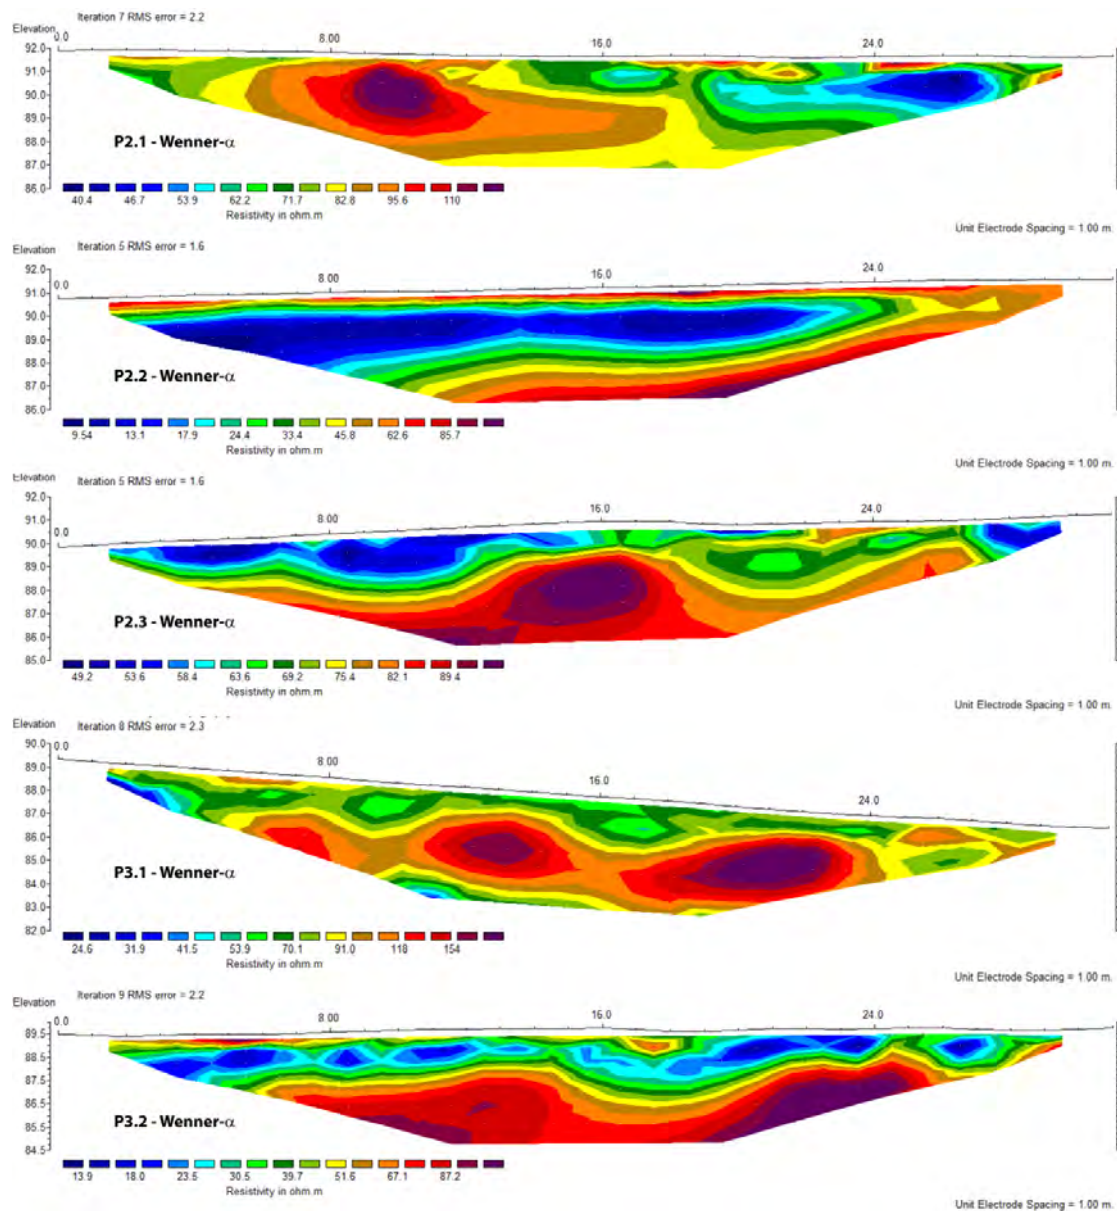 Iteration 7 RMS error = 2.2
Elevation
0.0 8.00 16.0 24.0
92.0
91.0
90.0
89.0
88.0
87.0
86.0
P2.1 - Wenner-α
40.4 46.7 53.9 62.2 71.7 82.8 95.6 110
Resistivity in ohm.m
Unit Electrode Spacing = 1.00 m.
Elevation Iteration 5 RMS error = 1.6
0.0 8.00 16.0 24.0
92.0
91.0
90.0
89.0
88.0
87.0
86.0
P2.2 - Wenner-α
9.54 13.1 17.9 24.4 33.4 45.8 62.6 85.7
Resistivity in ohm.m
Unit Electrode Spacing = 1.00 m.
Elevation Iteration 5 RMS error = 1.6
0.0 8.00 16.0 24.0
92.0
91.0
90.0
89.0
88.0
87.0
86.0
85.0
P2.3 - Wenner-α
49.2 53.6 58.4 63.6 69.2 75.4 82.1 89.4
Resistivity in ohm.m
Unit Electrode Spacing = 1.00 m.
Elevation Iteration 8 RMS error = 2.3
0.0 8.00 16.0 24.0
90.0
89.0
88.0
87.0
86.0
85.0
84.0
83.0
82.0
P3.1 - Wenner-α
24.6 31.9 41.5 53.9 70.1 91.0 118 154
Resistivity in ohm.m
Unit Electrode Spacing = 1.00 m.
Iteration 9 RMS error = 2.2
Elevation
0.0 8.00 16.0 24.0
89.5
88.5
87.5
86.5
85.5
84.5
P3.2 - Wenner-α
13.9 18.0 23.5 30.5 39.7 51.6 67.1 87.2
Resistivity in ohm.m
Unit Electrode Spacing = 1.00 m.